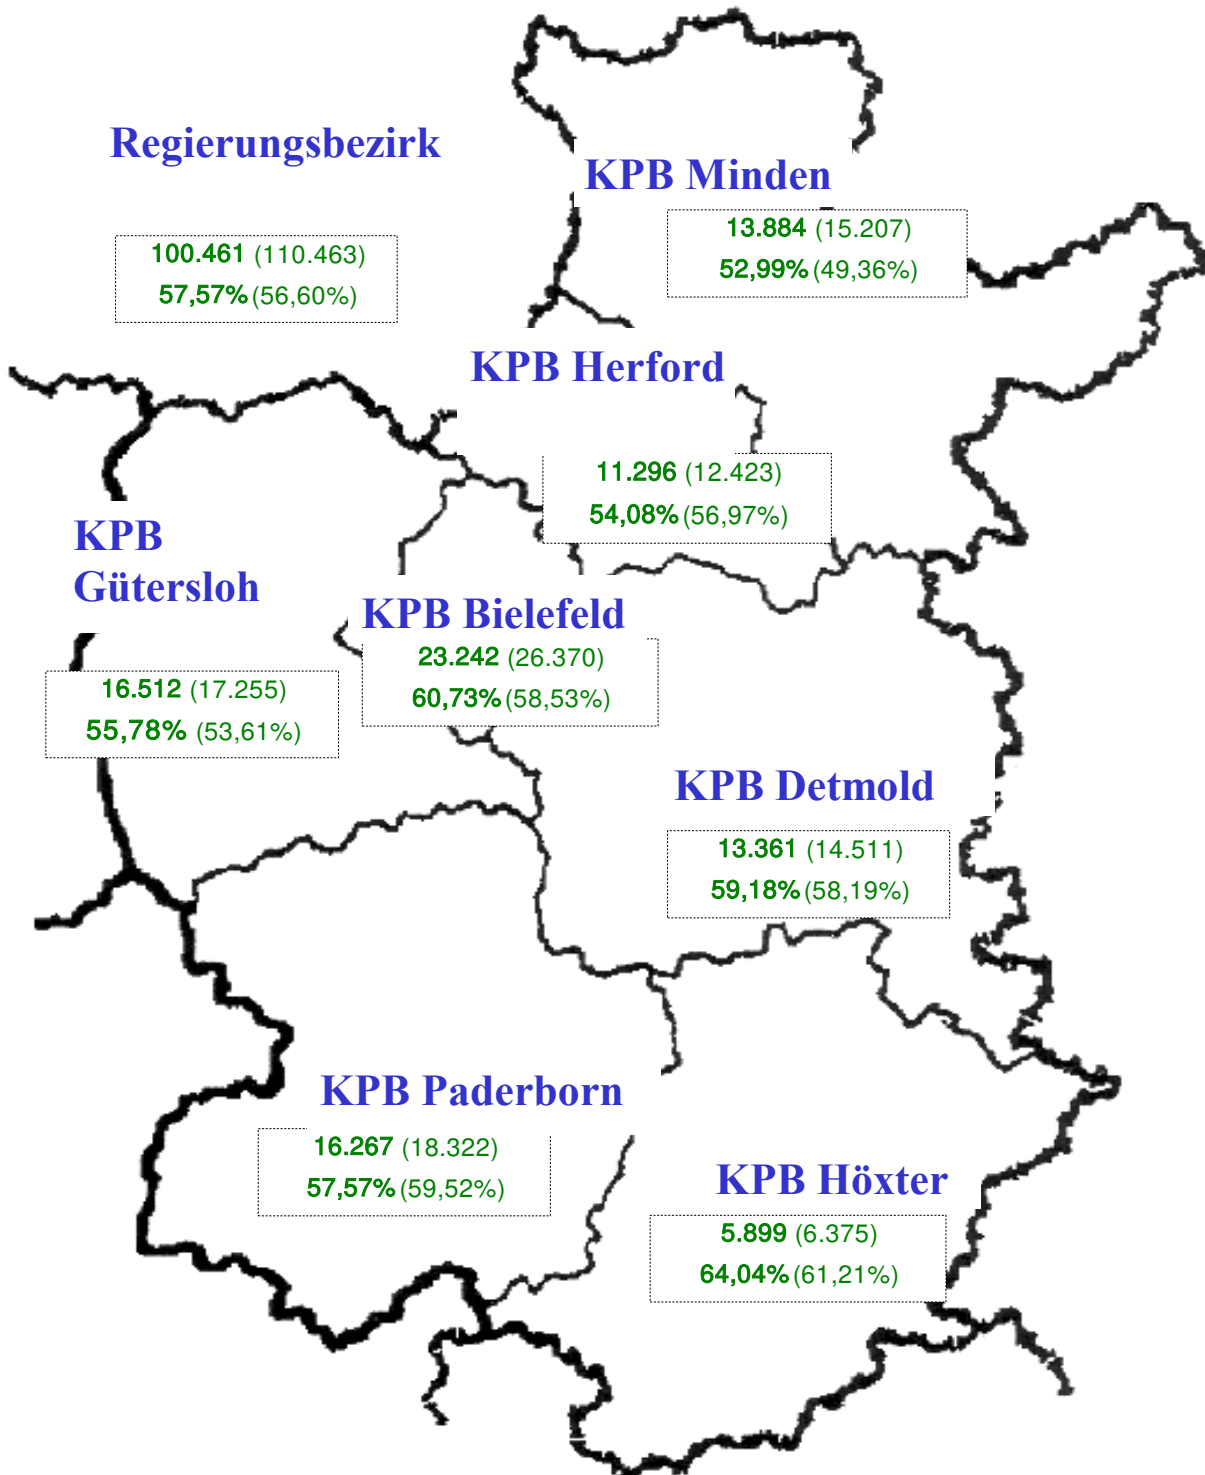 Regierungsbezirk
100.461 (110.463)
57,57% (56,60%)
KPB Minden
13.884 (15.207)
52,99% (49,36%)
KPB Herford
11.296 (12.423)
54,08% (56,97%)
KPB
Gütersloh
16.512 (17.255)
55,78% (53,61%)
KPB Bielefeld
23.242 (26.370)
60,73% (58,53%)
KPB Detmold
13.361 (14.511)
59,18% (58,19%)
KPB Paderborn
16.267 (18.322)
57,57% (59,52%)
KPB Höxter
5.899 (6.375)
64,04% (61,21%)